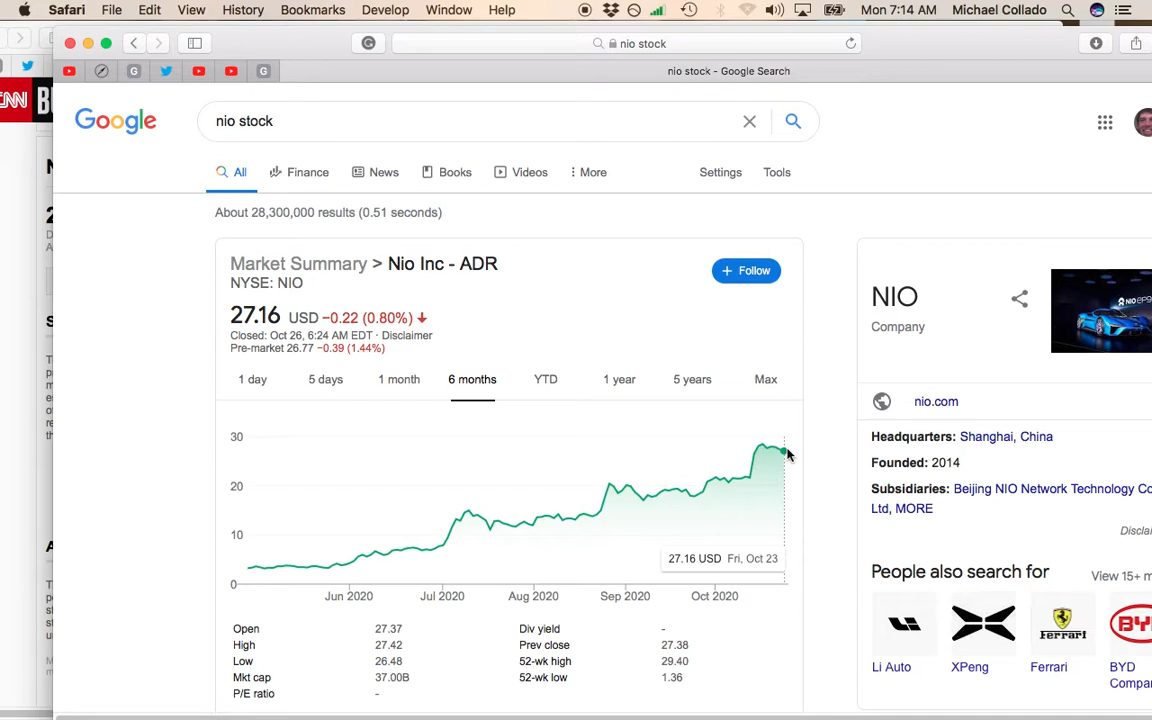 Safari File Edit View History Bookmarks Develop Window Help Mon 7:14 AM Michael Collado
nio stock
nio stock - Google Search
CNN B
Google
nio stock
All Finance News Books Videos More Settings Tools
About 28,300,000 results (0.51 seconds)
Market Summary > Nio Inc - ADR
NYSE: NIO
+ Follow
27.16 USD −0.22 (0.80%) ↓
Closed: Oct 26, 6:24 AM EDT · Disclaimer
Pre-market 26.77 −0.39 (1.44%)
1 day 5 days 1 month 6 months YTD 1 year 5 years Max
30
20
10
0
27.16 USD Fri, Oct 23
Jun 2020 Jul 2020 Aug 2020 Sep 2020 Oct 2020
Open 27.37 Div yield -
High 27.42 Prev close 27.38
Low 26.48 52-wk high 29.40
Mkt cap 37.00B 52-wk low 1.36
P/E ratio -
NIO
Company
NIO EP9
nio.com
Headquarters: Shanghai, China
Founded: 2014
Subsidiaries: Beijing NIO Network Technology Co
Ltd, MORE
Disclai
People also search for View 15+ m
Ferrari BY
Li Auto XPeng Ferrari BYD
Compan